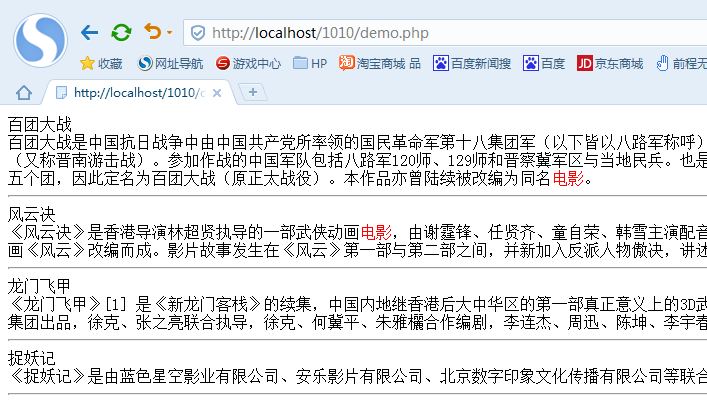 http://localhost/1010/demo.php
收藏 网址导航 游戏中心 HP 淘宝商城 品 百度新闻搜 百度 京东商城 前程无
http://localhost/1010/d
百团大战
百团大战是中国抗日战争中由中国共产党所率领的国民革命军第十八集团军（以下皆以八路军称呼）
（又称晋南游击战）。参加作战的中国军队包括八路军120师、129师和晋察冀军区与当地民兵。也是
五个团，因此定名为百团大战（原正太战役）。本作品亦曾陆续被改编为同名电影。
风云决
《风云决》是香港导演林超贤执导的一部武侠动画电影，由谢霆锋、任贤齐、童自荣、韩雪主演配音
画《风云》改编而成。影片故事发生在《风云》第一部与第二部之间，并新加入反派人物傲决，讲述
龙门飞甲
《龙门飞甲》[1] 是《新龙门客栈》的续集，中国内地继香港后大中华区的第一部真正意义上的3D武
集团出品，徐克、张之亮联合执导，徐克、何冀平、朱雅欐合作编剧，李连杰、周迅、陈坤、李宇春
捉妖记
《捉妖记》是由蓝色星空影业有限公司、安乐影片有限公司、北京数字印象文化传播有限公司等联合